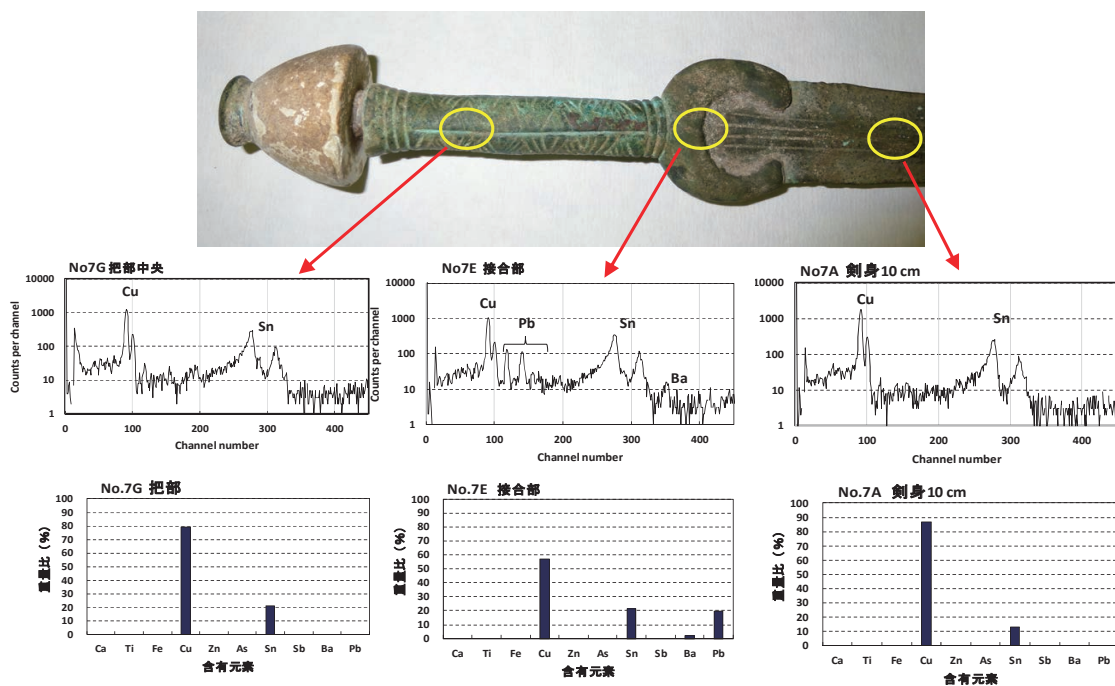 No7G 把部中央
Counts per channel
10000
1000
100
10
1
Cu
Sn
0
100
200
300
400
Channel number
No7E 接合部
Counts per channel
10000
1000
100
10
1
Cu
Pb
Sn
Ba
0
100
200
300
400
Channel number
No7A 剣身10 cm
10000
1000
100
10
1
Cu
Sn
0
100
200
300
400
Channel number
No.7G 把部
重量比（%）
100
90
80
70
60
50
40
30
20
10
0
Ca Ti Fe Cu Zn As Sn Sb Ba Pb
含有元素
No.7E 接合部
重量比（%）
100
90
80
70
60
50
40
30
20
10
0
Ca Ti Fe Cu Zn As Sn Sb Ba Pb
含有元素
No.7A 剣身10 cm
重量比（%）
100
90
80
70
60
50
40
30
20
10
0
Ca Ti Fe Cu Zn As Sn Sb Ba Pb
含有元素